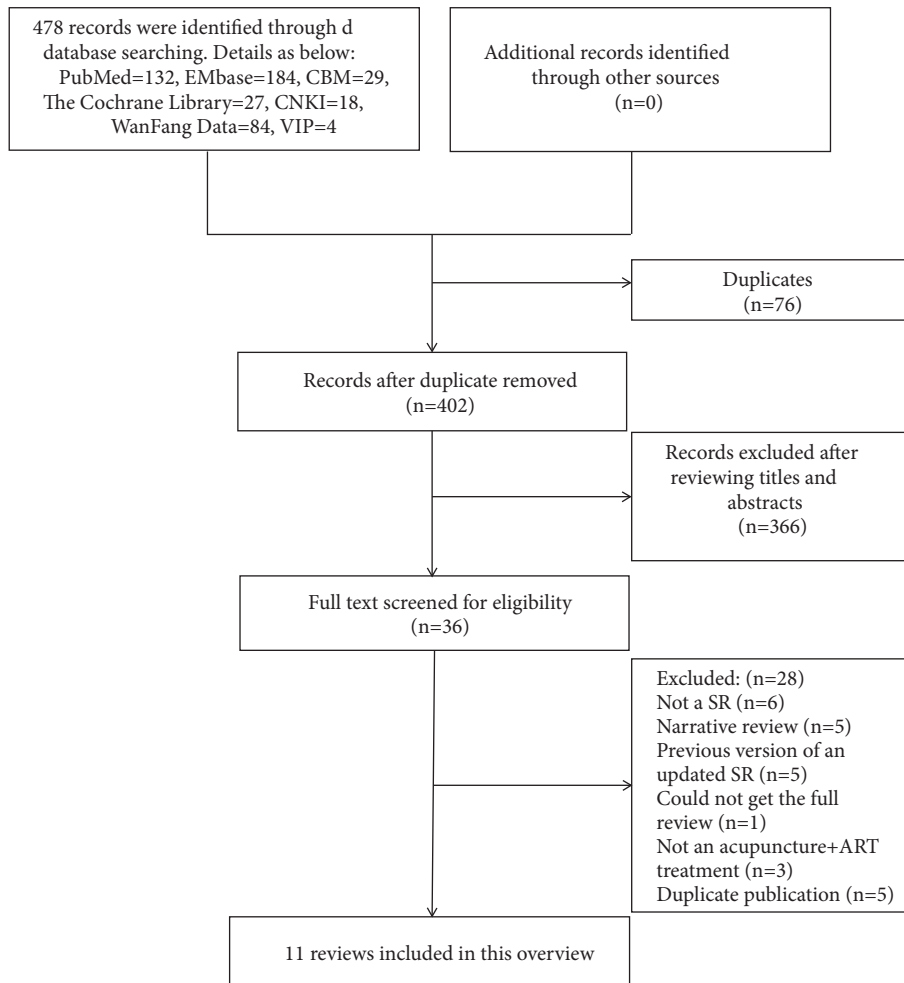 478 records were identified through d
database searching. Details as below:
PubMed=132, EMbase=184, CBM=29,
The Cochrane Library=27, CNKI=18,
WanFang Data=84, VIP=4
Additional records identified
through other sources
(n=0)
Duplicates
(n=76)
Records after duplicate removed
(n=402)
Records excluded after
reviewing titles and
abstracts
(n=366)
Full text screened for eligibility
(n=36)
Excluded: (n=28)
Not a SR (n=6)
Narrative review (n=5)
Previous version of an
updated SR (n=5)
Could not get the full
review (n=1)
Not an acupuncture+ART
treatment (n=3)
Duplicate publication (n=5)
11 reviews included in this overview